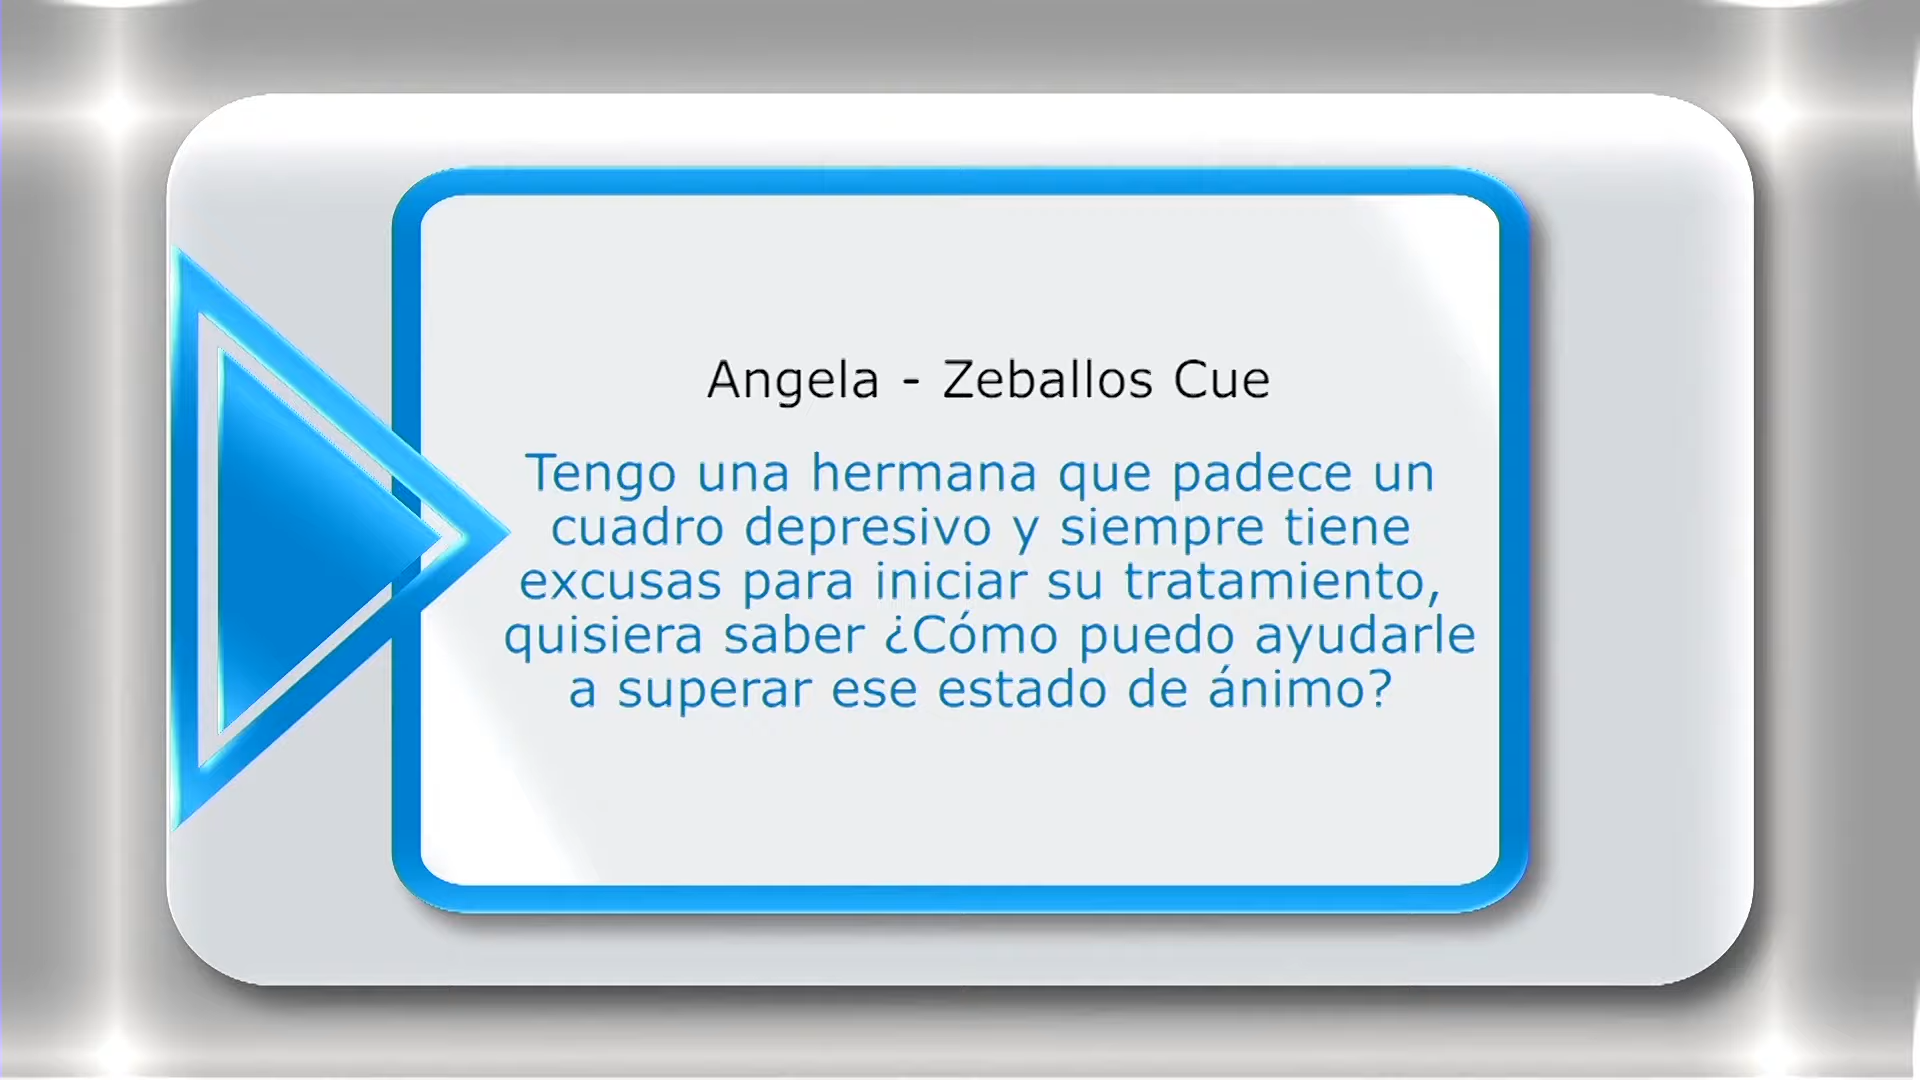 Angela - Zeballos Cue
Tengo una hermana que padece un
cuadro depresivo y siempre tiene
excusas para iniciar su tratamiento,
quisiera saber ¿Cómo puedo ayudarle
a superar ese estado de ánimo?